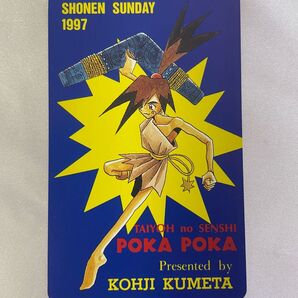 SHONEN SUNDAY
1997
TAIYOH no SENSHI
POKA POKA
Presented by
KOHJI KUMETA